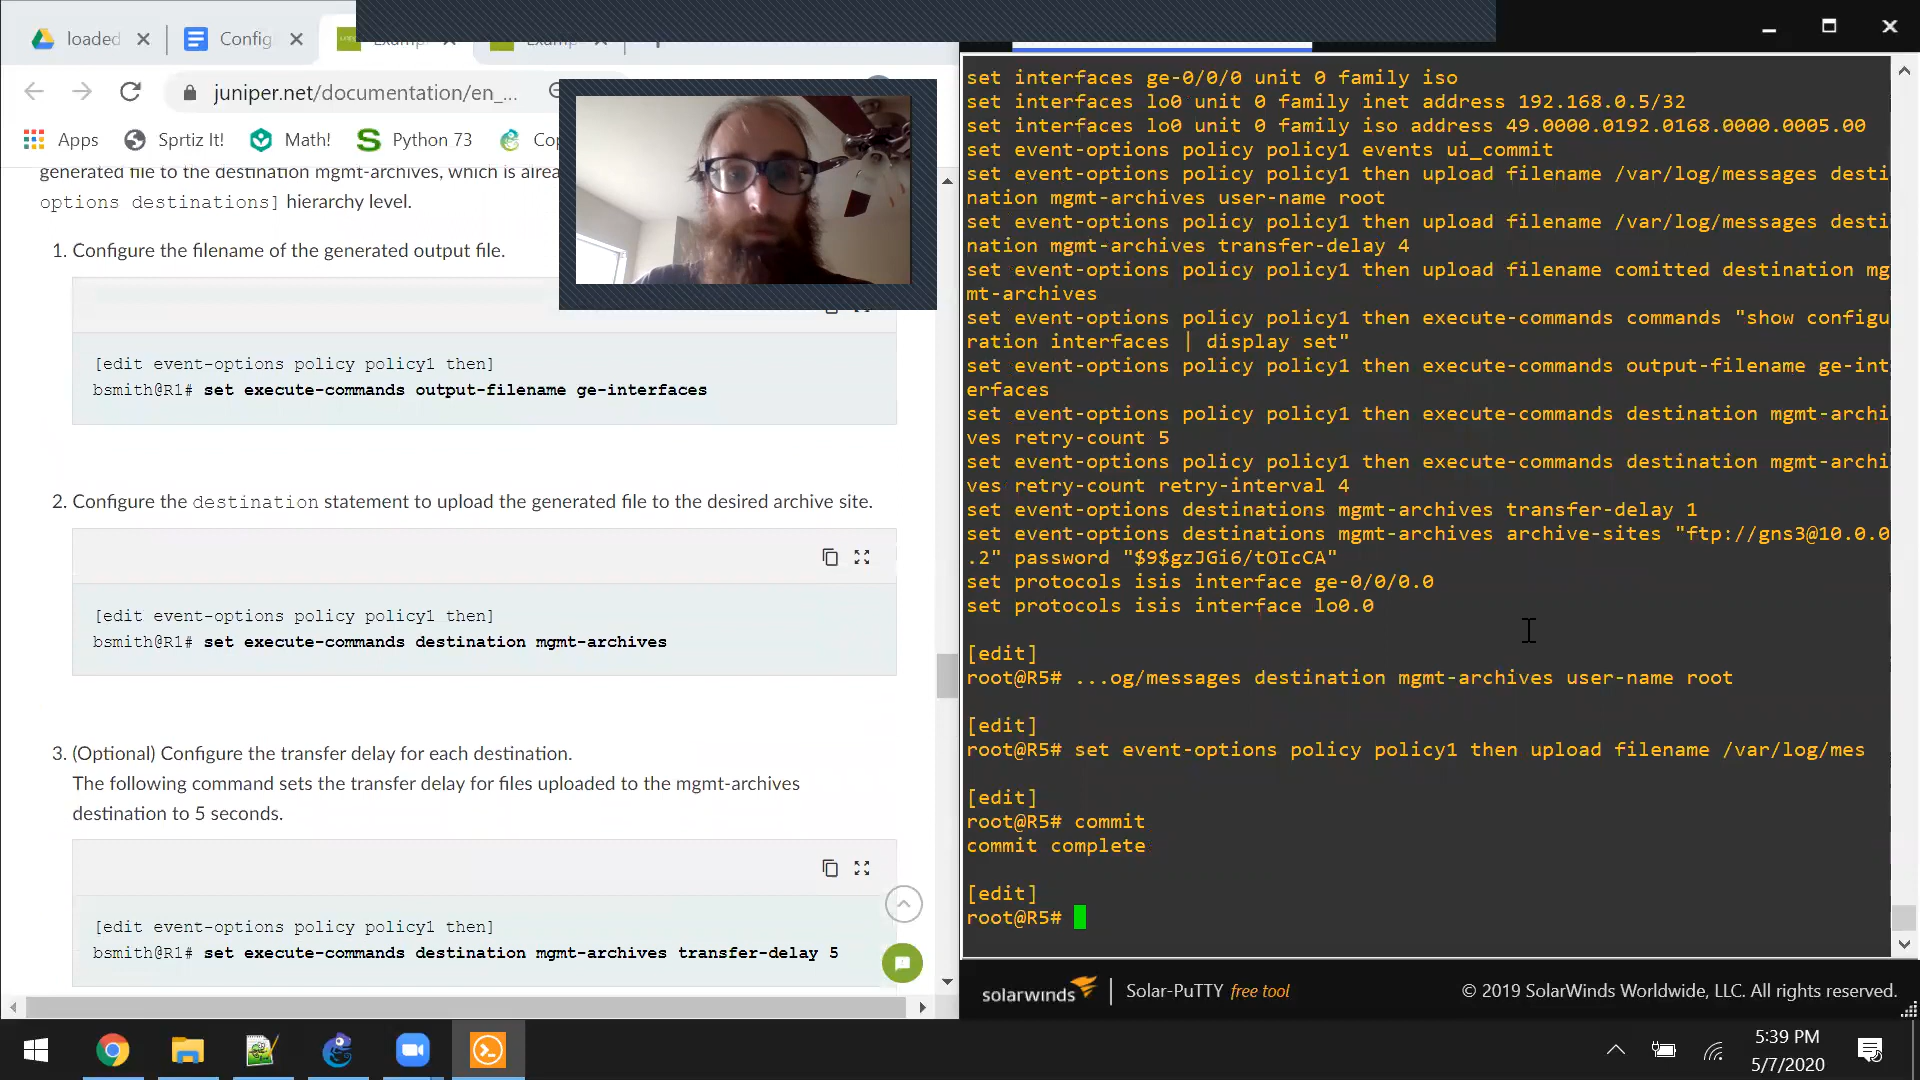 loaded
Config
juniper.net/documentation/en_...
Apps
Sprtiz It!
Math!
Python 73
generated file to the destination mgmt-archives, which is alrea
options destinations] hierarchy level.
1. Configure the filename of the generated output file.
[edit event-options policy policy1 then]
bsmith@R1# set execute-commands output-filename ge-interfaces
2. Configure the destination statement to upload the generated file to the desired archive site.
[edit event-options policy policy1 then]
bsmith@R1# set execute-commands destination mgmt-archives
3. (Optional) Configure the transfer delay for each destination.
The following command sets the transfer delay for files uploaded to the mgmt-archives
destination to 5 seconds.
[edit event-options policy policy1 then]
bsmith@R1# set execute-commands destination mgmt-archives transfer-delay 5
set interfaces ge-0/0/0 unit 0 family iso
set interfaces lo0 unit 0 family inet address 192.168.0.5/32
set interfaces lo0 unit 0 family iso address 49.0000.0192.0168.0000.0005.00
set event-options policy policy1 events ui_commit
set event-options policy policy1 then upload filename /var/log/messages desti
nation mgmt-archives user-name root
set event-options policy policy1 then upload filename /var/log/messages desti
nation mgmt-archives transfer-delay 4
set event-options policy policy1 then upload filename comitted destination mg
mt-archives
set event-options policy policy1 then execute-commands commands "show configu
ration interfaces | display set"
set event-options policy policy1 then execute-commands output-filename ge-int
erfaces
set event-options policy policy1 then execute-commands destination mgmt-archi
ves retry-count 5
set event-options policy policy1 then execute-commands destination mgmt-archi
ves retry-count retry-interval 4
set event-options destinations mgmt-archives transfer-delay 1
set event-options destinations mgmt-archives archive-sites "ftp://gns3@10.0.0
.2" password "$9$gzJGi6/tOIcCA"
set protocols isis interface ge-0/0/0.0
set protocols isis interface lo0.0
[edit]
root@R5# ...og/messages destination mgmt-archives user-name root
[edit]
root@R5# set event-options policy policy1 then upload filename /var/log/mes
[edit]
root@R5# commit
commit complete
[edit]
root@R5#
solarwinds
Solar-PuTTY free tool
© 2019 SolarWinds Worldwide, LLC. All rights reserved.
5:39 PM
5/7/2020